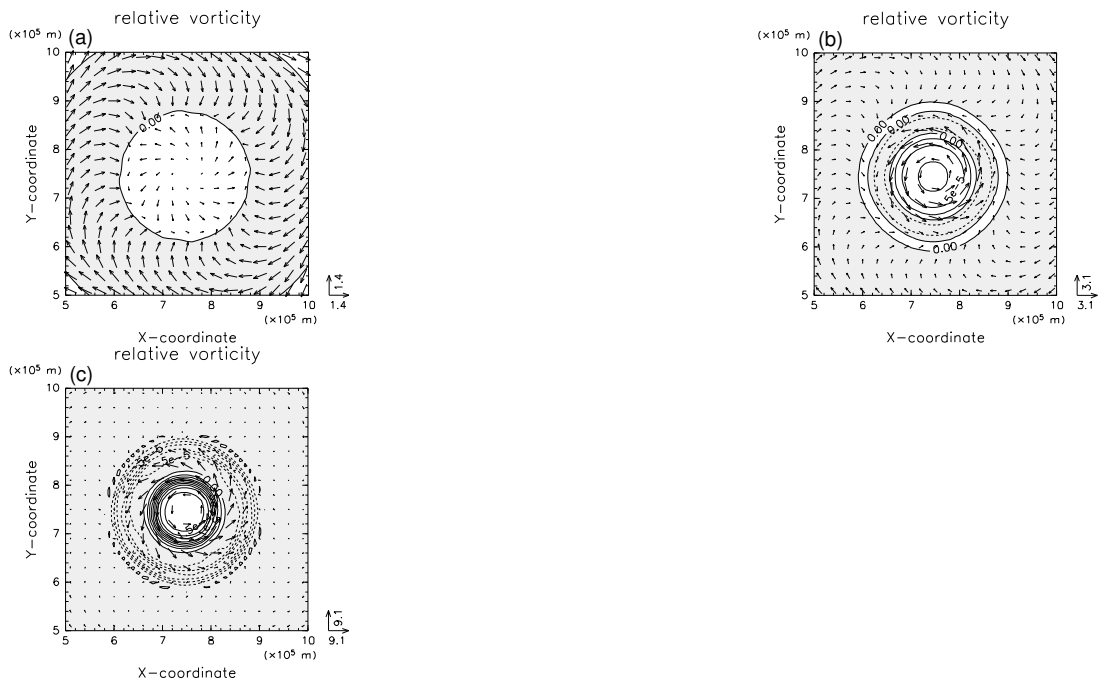 relative vorticity
(×10⁵ m) (a)
10
9
8
7
6
5
Y−coordinate
0.00
5 6 7 8 9 10
(×10⁵ m)
X−coordinate
1.4
1.4
relative vorticity
(×10⁵ m) (b)
10
9
8
7
6
5
Y−coordinate
0.00
0.00
0.00
5e−5
0.00
5 6 7 8 9 10
(×10⁵ m)
X−coordinate
3.1
3.1
relative vorticity
(×10⁵ m) (c)
10
9
8
7
6
5
Y−coordinate
0.00
5 6 7 8 9 10
(×10⁵ m)
X−coordinate
9.1
9.1